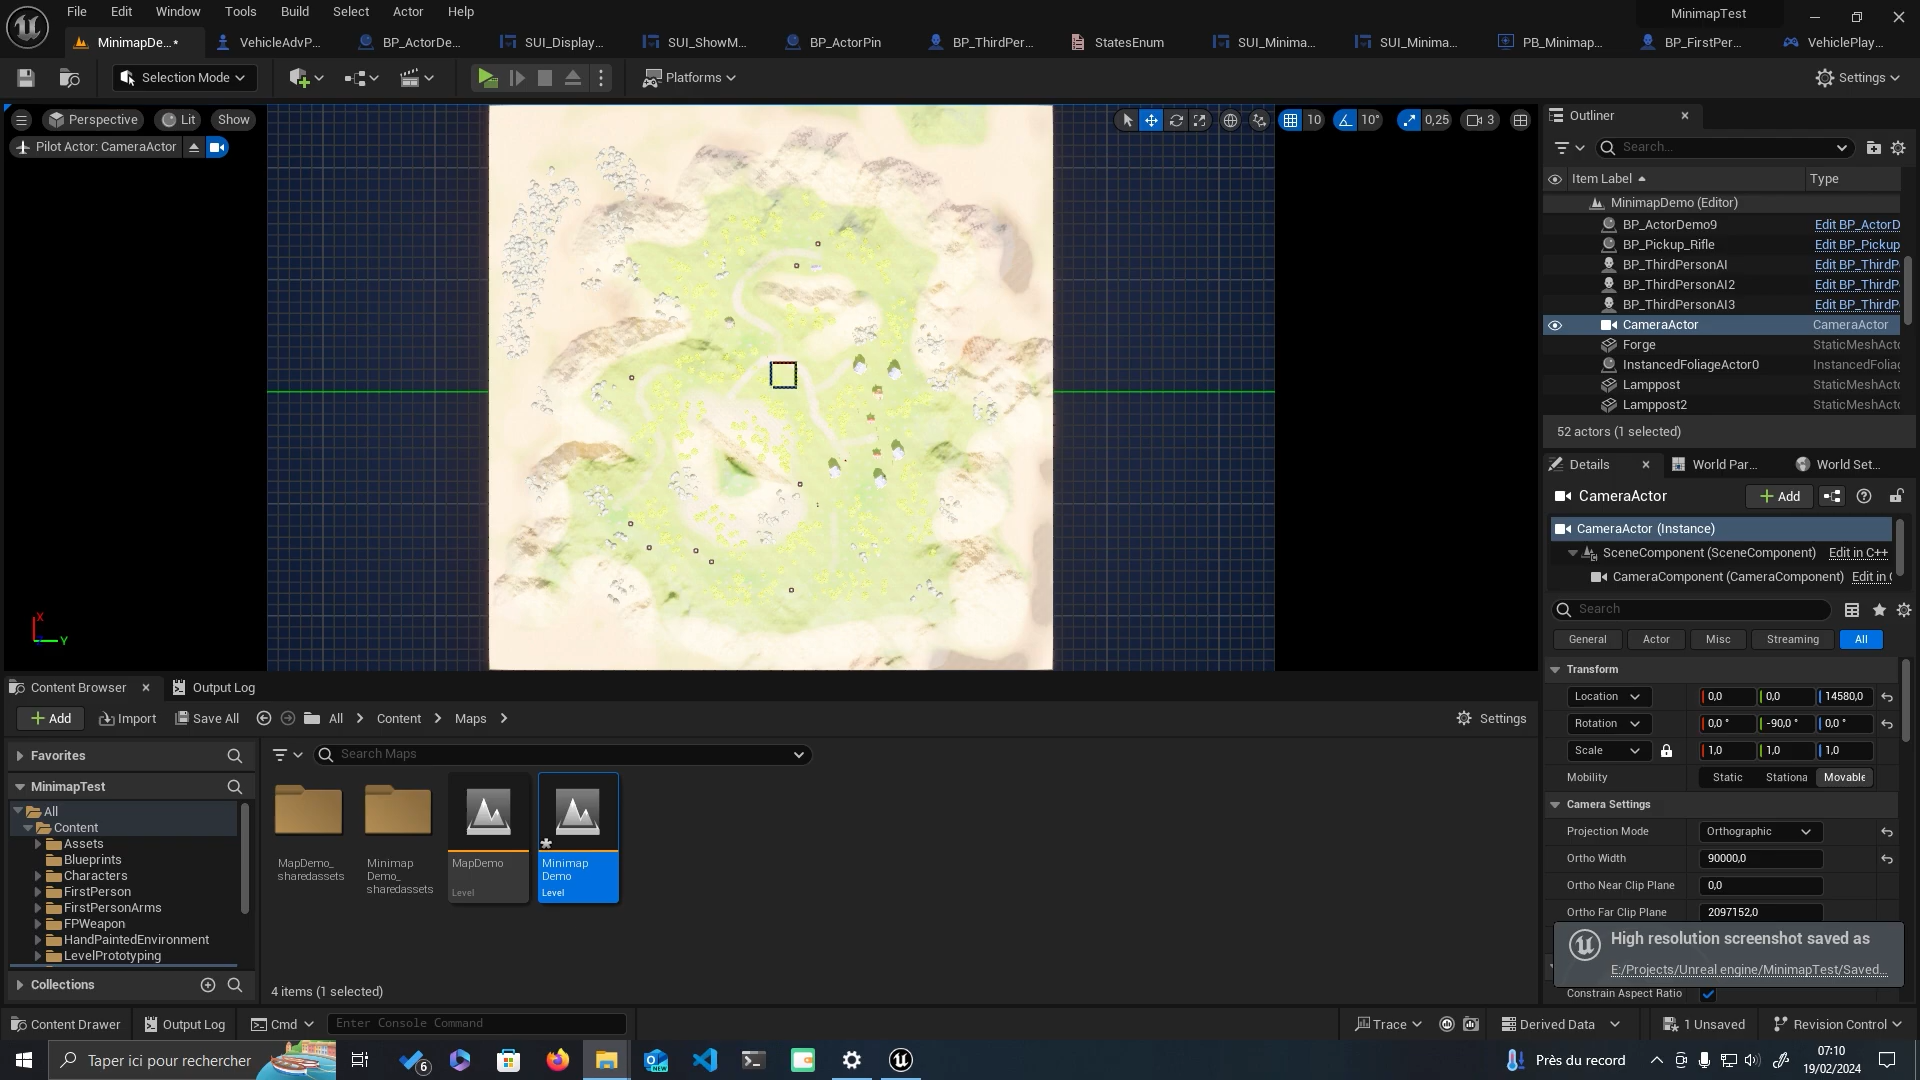 File Edit Window Tools Build Select Actor Help
MinimapTest
MinimapDe...•
VehicleAdvP...
BP_ActorDe...
SUI_Display...
SUI_ShowM...
BP_ActorPin
BP_ThirdPer...
StatesEnum
SUI_Minima...
SUI_Minima...
PB_Minimap...
BP_FirstPer...
VehiclePlay...
Selection Mode
Platforms
Settings
Perspective
Lit
Show
10
10°
0,25
3
Pilot Actor: CameraActor
X
Y
Outliner
Search...
Item Label
Type
MinimapDemo (Editor)
BP_ActorDemo9 Edit BP_ActorD
BP_Pickup_Rifle Edit BP_Pickup
BP_ThirdPersonAI Edit BP_ThirdP
BP_ThirdPersonAI2 Edit BP_ThirdP
BP_ThirdPersonAI3 Edit BP_ThirdP
CameraActor CameraActor
Forge StaticMeshActo
InstancedFoliageActor0 InstancedFoliag
Lamppost StaticMeshActo
Lamppost2 StaticMeshActo
52 actors (1 selected)
Details
World Par...
World Set...
CameraActor
Add
CameraActor (Instance)
SceneComponent (SceneComponent) Edit in C++
CameraComponent (CameraComponent) Edit in C
Search
General Actor Misc Streaming All
Transform
Location 0,0 0,0 14580,0
Rotation 0,0 ° -90,0 ° 0,0 °
Scale 1,0 1,0 1,0
Mobility Static Stationa Movable
Camera Settings
Projection Mode Orthographic
Ortho Width 90000,0
Ortho Near Clip Plane 0,0
Ortho Far Clip Plane 2097152,0
High resolution screenshot saved as
E:/Projects/Unreal engine/MinimapTest/Saved...
Constrain Aspect Ratio
Content Browser
Output Log
Add
Import
Save All
All
Content
Maps
Settings
Favorites
Search Maps
MinimapTest
All
Content
Assets
Blueprints
Characters
FirstPerson
FirstPersonArms
FPWeapon
HandPaintedEnvironment
LevelPrototyping
Collections
MapDemo_
sharedassets
Minimap
Demo_
sharedassets
MapDemo
Level
Minimap
Demo
Level
4 items (1 selected)
Content Drawer
Output Log
Cmd
Enter Console Command
Trace
Derived Data
1 Unsaved
Revision Control
Taper ici pour rechercher
6
NEW
Près du record
07:10
19/02/2024